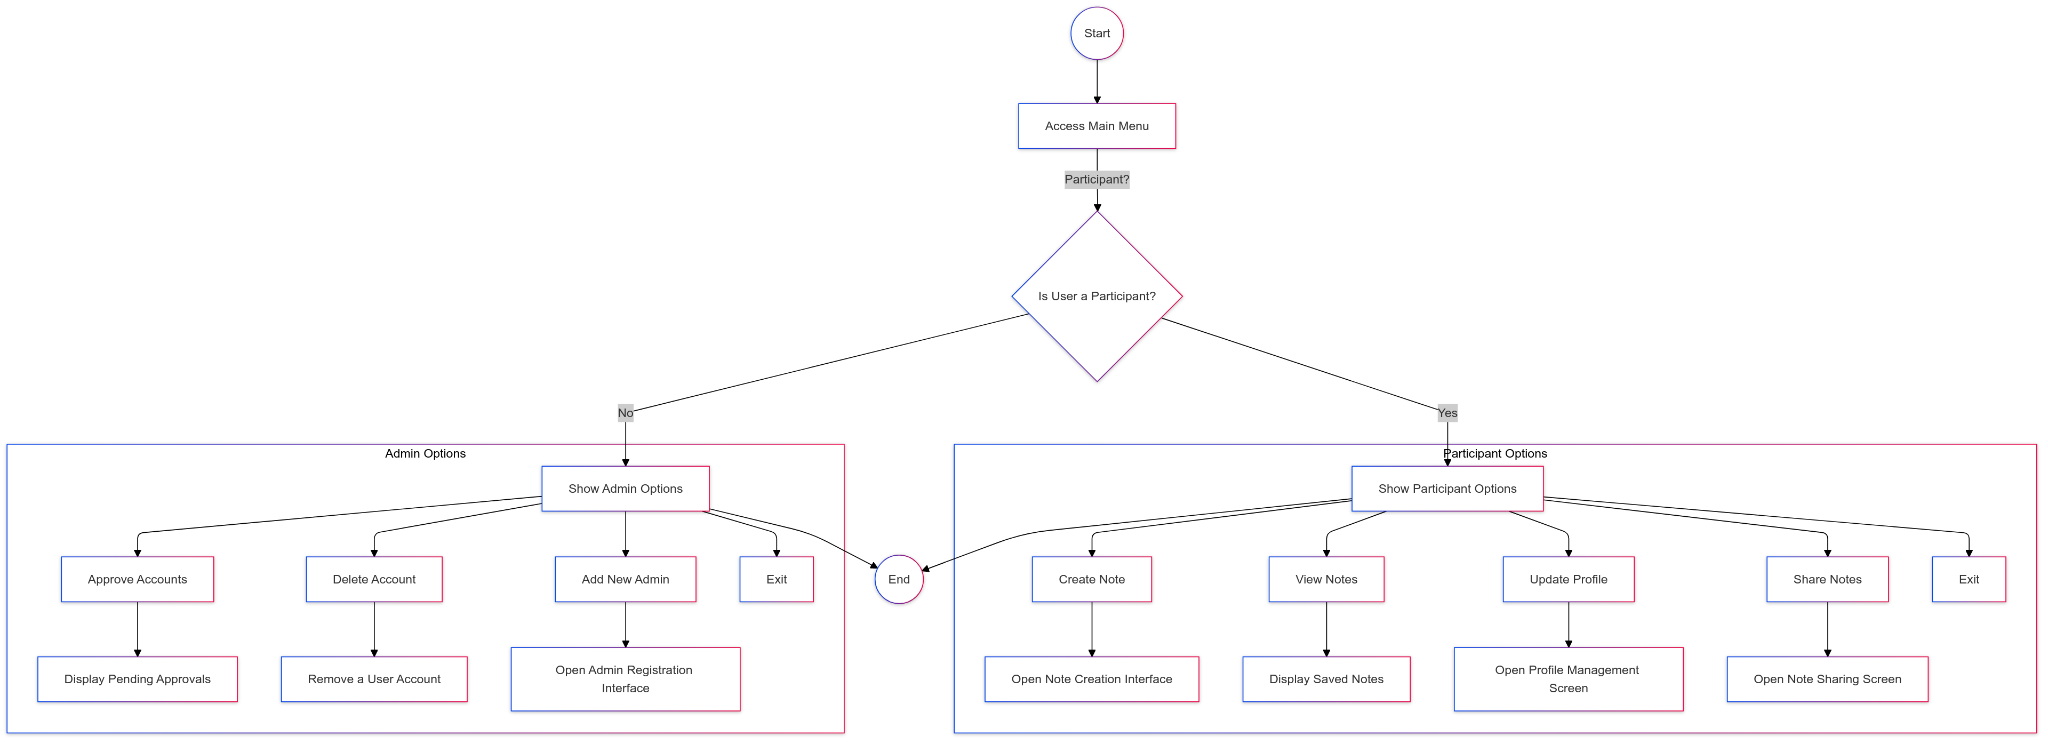 Start
Access Main Menu
Participant?
Is User a Participant?
No
Yes
Admin Options
Participant Options
Show Admin Options
Show Participant Options
Approve Accounts
Delete Account
Add New Admin
Exit
End
Create Note
View Notes
Update Profile
Share Notes
Exit
Display Pending Approvals
Remove a User Account
Open Admin Registration
Interface
Open Note Creation Interface
Display Saved Notes
Open Profile Management
Screen
Open Note Sharing Screen